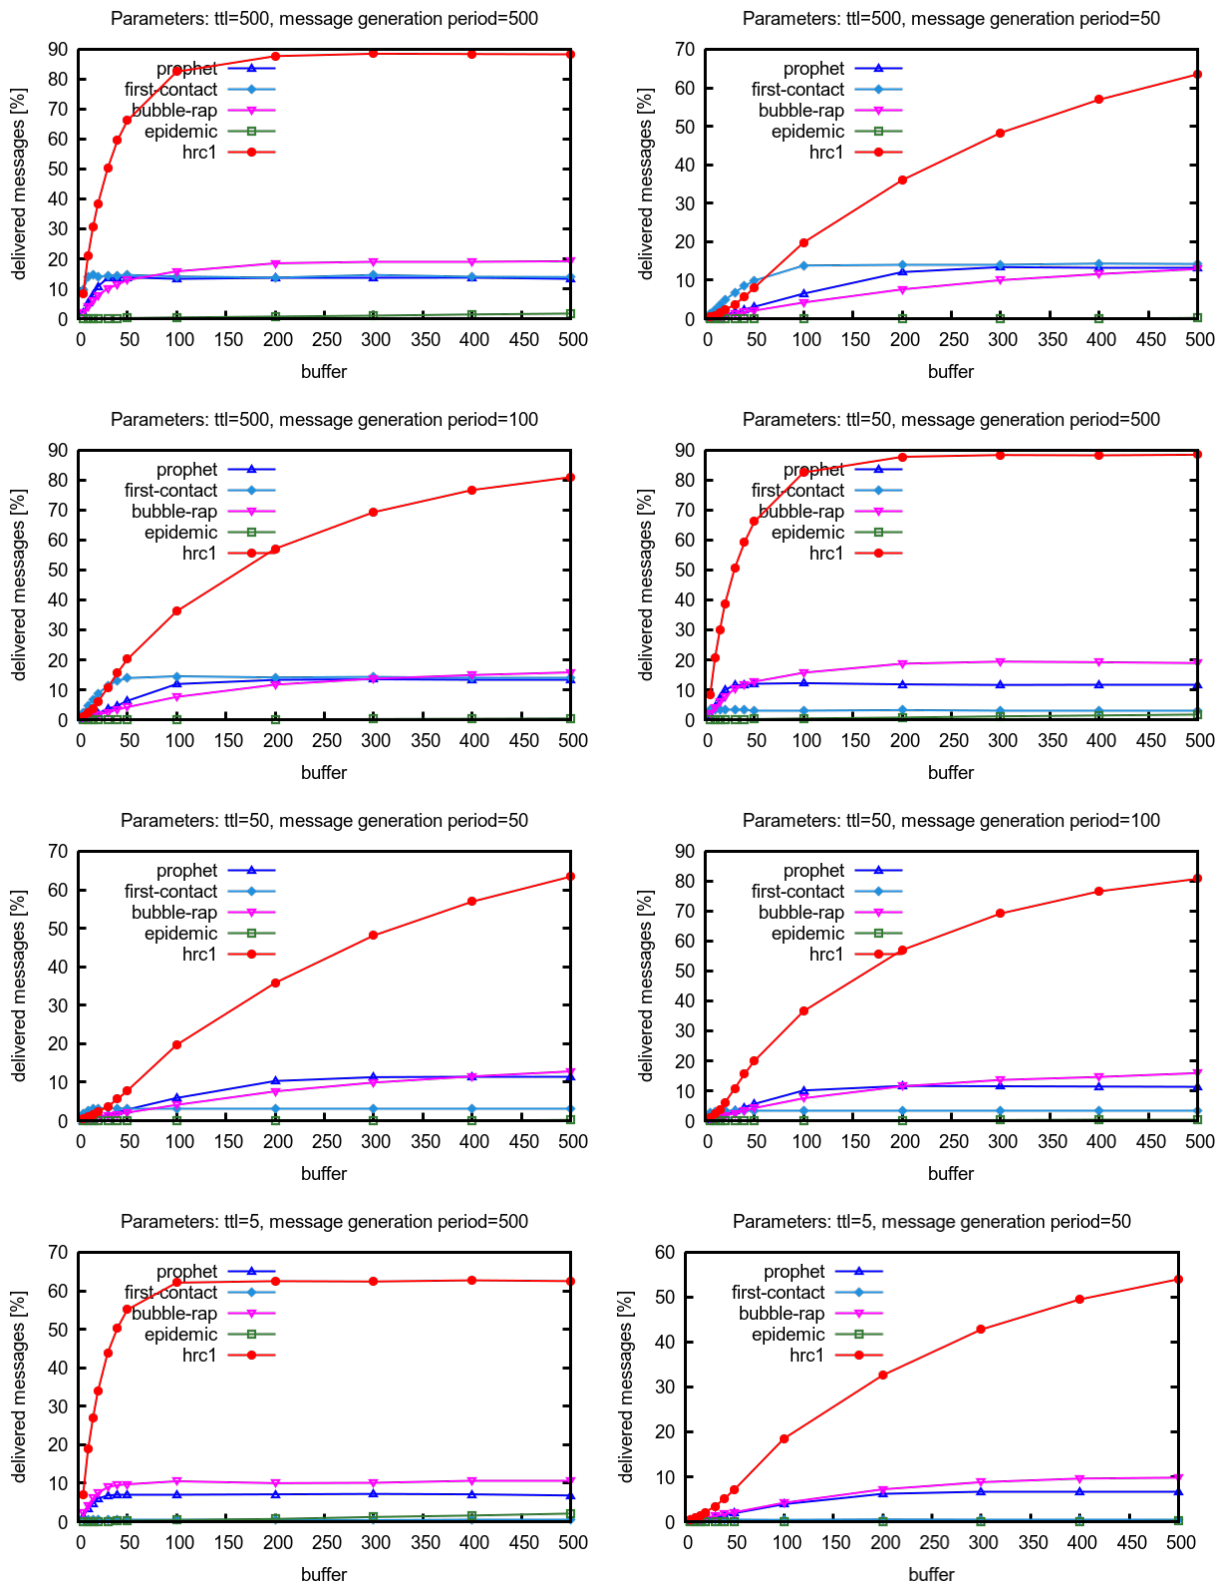 Parameters: ttl=500, message generation period=500
90
80
70
60
50
40
30
20
10
0
delivered messages [%]
prophet
first-contact
bubble-rap
epidemic
hrc1
0 50 100 150 200 250 300 350 400 450 500
buffer
Parameters: ttl=500, message generation period=50
70
60
50
40
30
20
10
0
delivered messages [%]
prophet
first-contact
bubble-rap
epidemic
hrc1
0 50 100 150 200 250 300 350 400 450 500
buffer
Parameters: ttl=500, message generation period=100
90
80
70
60
50
40
30
20
10
0
delivered messages [%]
prophet
first-contact
bubble-rap
epidemic
hrc1
0 50 100 150 200 250 300 350 400 450 500
buffer
Parameters: ttl=50, message generation period=500
90
80
70
60
50
40
30
20
10
0
delivered messages [%]
prophet
first-contact
bubble-rap
epidemic
hrc1
0 50 100 150 200 250 300 350 400 450 500
buffer
Parameters: ttl=50, message generation period=50
70
60
50
40
30
20
10
0
delivered messages [%]
prophet
first-contact
bubble-rap
epidemic
hrc1
0 50 100 150 200 250 300 350 400 450 500
buffer
Parameters: ttl=50, message generation period=100
90
80
70
60
50
40
30
20
10
0
delivered messages [%]
prophet
first-contact
bubble-rap
epidemic
hrc1
0 50 100 150 200 250 300 350 400 450 500
buffer
Parameters: ttl=5, message generation period=500
70
60
50
40
30
20
10
0
delivered messages [%]
prophet
first-contact
bubble-rap
epidemic
hrc1
0 50 100 150 200 250 300 350 400 450 500
buffer
Parameters: ttl=5, message generation period=50
60
50
40
30
20
10
0
delivered messages [%]
prophet
first-contact
bubble-rap
epidemic
hrc1
0 50 100 150 200 250 300 350 400 450 500
buffer